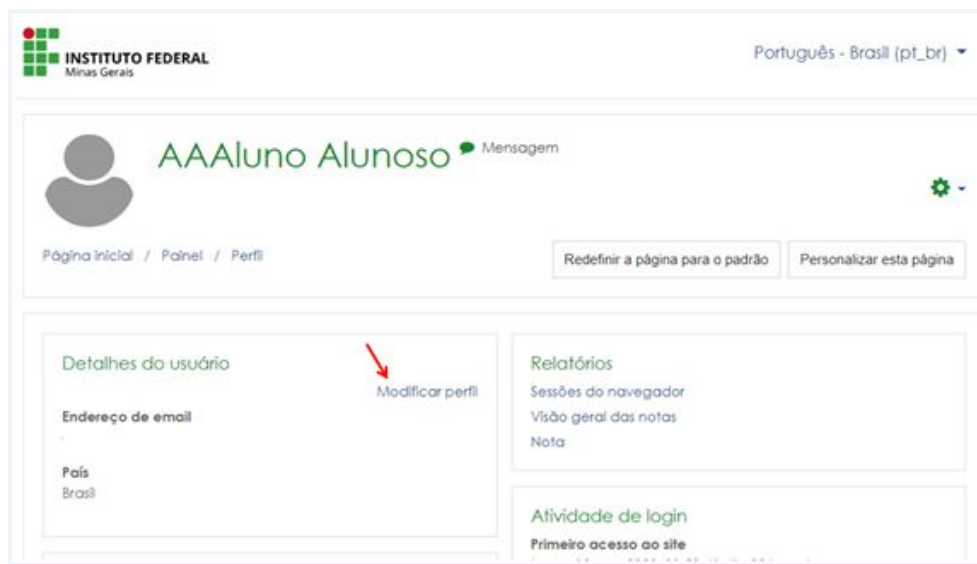 INSTITUTO FEDERAL
Minas Gerais
Português - Brasil (pt_br)
AAAluno Alunoso
Mensagem
Página inicial / Painel / Perfil
Redefinir a página para o padrão
Personalizar esta página
Detalhes do usuário
Modificar perfil
Endereço de email
País
Brasil
Relatórios
Sessões do navegador
Visão geral das notas
Nota
Atividade de login
Primeiro acesso ao site